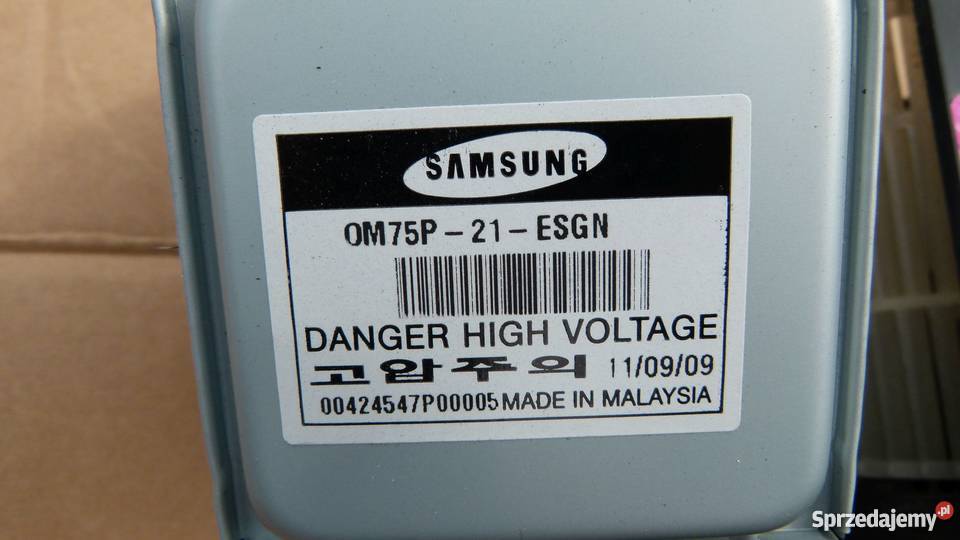 SAMSUNG
OM75P-21-ESGN
DANGER HIGH VOLTAGE
고압주의 11/09/09
00424547P00005 MADE IN MALAYSIA
Sprzedajemy.pl